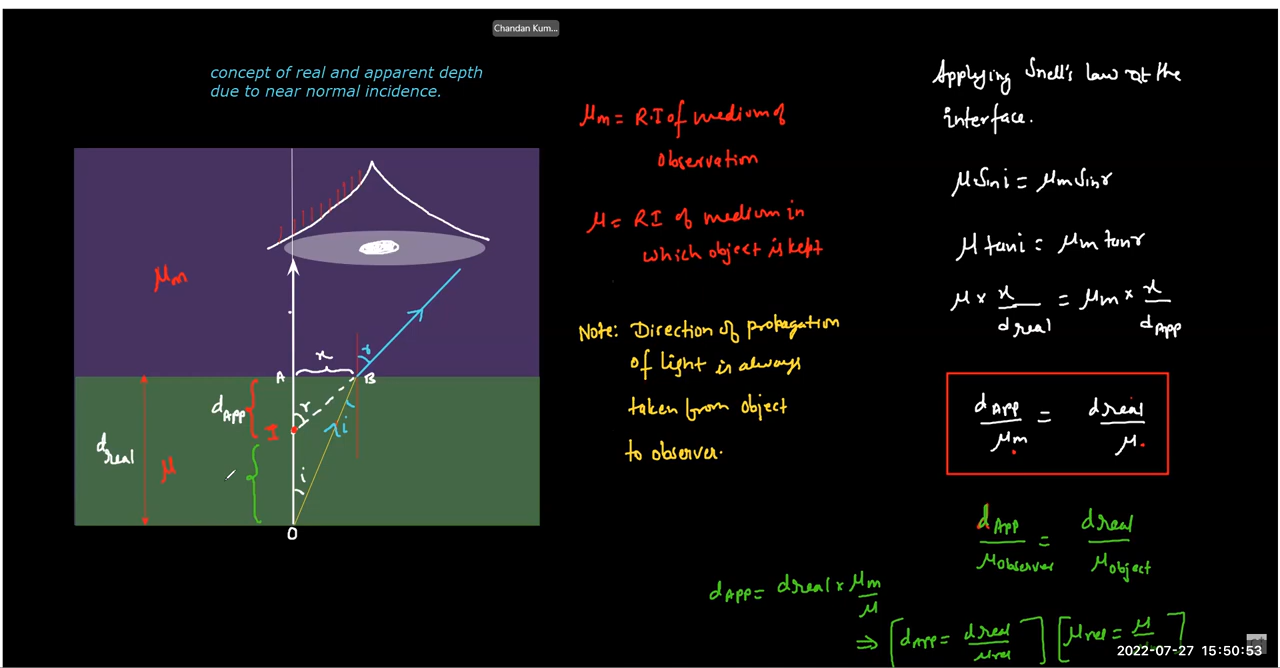 Chandan Kum...
concept of real and apparent depth
due to near normal incidence.
μm
A
x
B
r
dApp
r
I
i
dreal
μ
i
O
μm = R.I of medium of
observation
μ = RI of medium in
which object is kept
Note: Direction of propagation
of light is always
taken from object
to observer.
Applying Snell's law at the
interface.
μ sin i = μm sin r
μ tan i = μm tan r
μ × x/dreal = μm × x/dApp
dApp/μm = dreal/μ
dApp/μobserver = dreal/μobject
dApp = dreal × μm/μ
⇒ [dApp = dreal/μrel] [μrel = μ/
2022-07-27 15:50:53